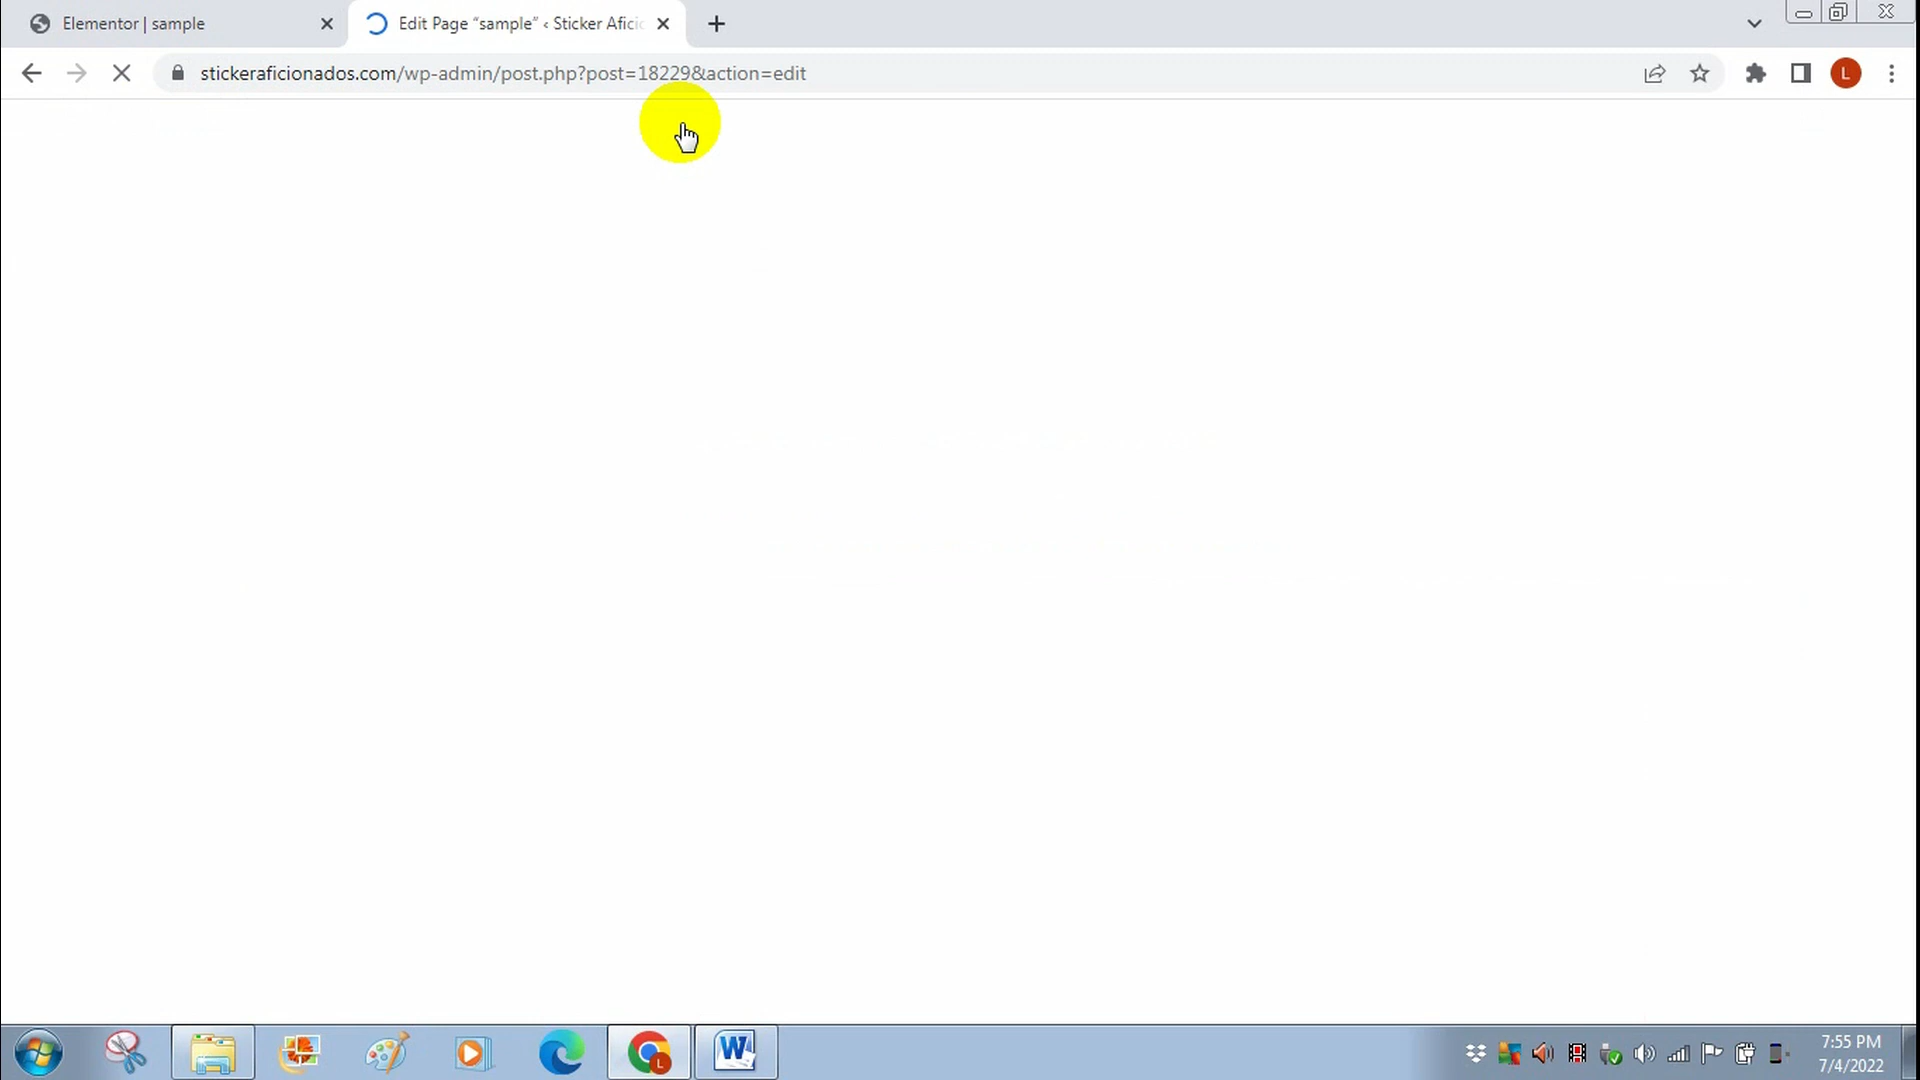 Elementor | sample
Edit Page “sample” ‹ Sticker Afici
stickeraficionados.com/wp-admin/post.php?post=18229&action=edit
L
L
W
7:55 PM
7/4/2022